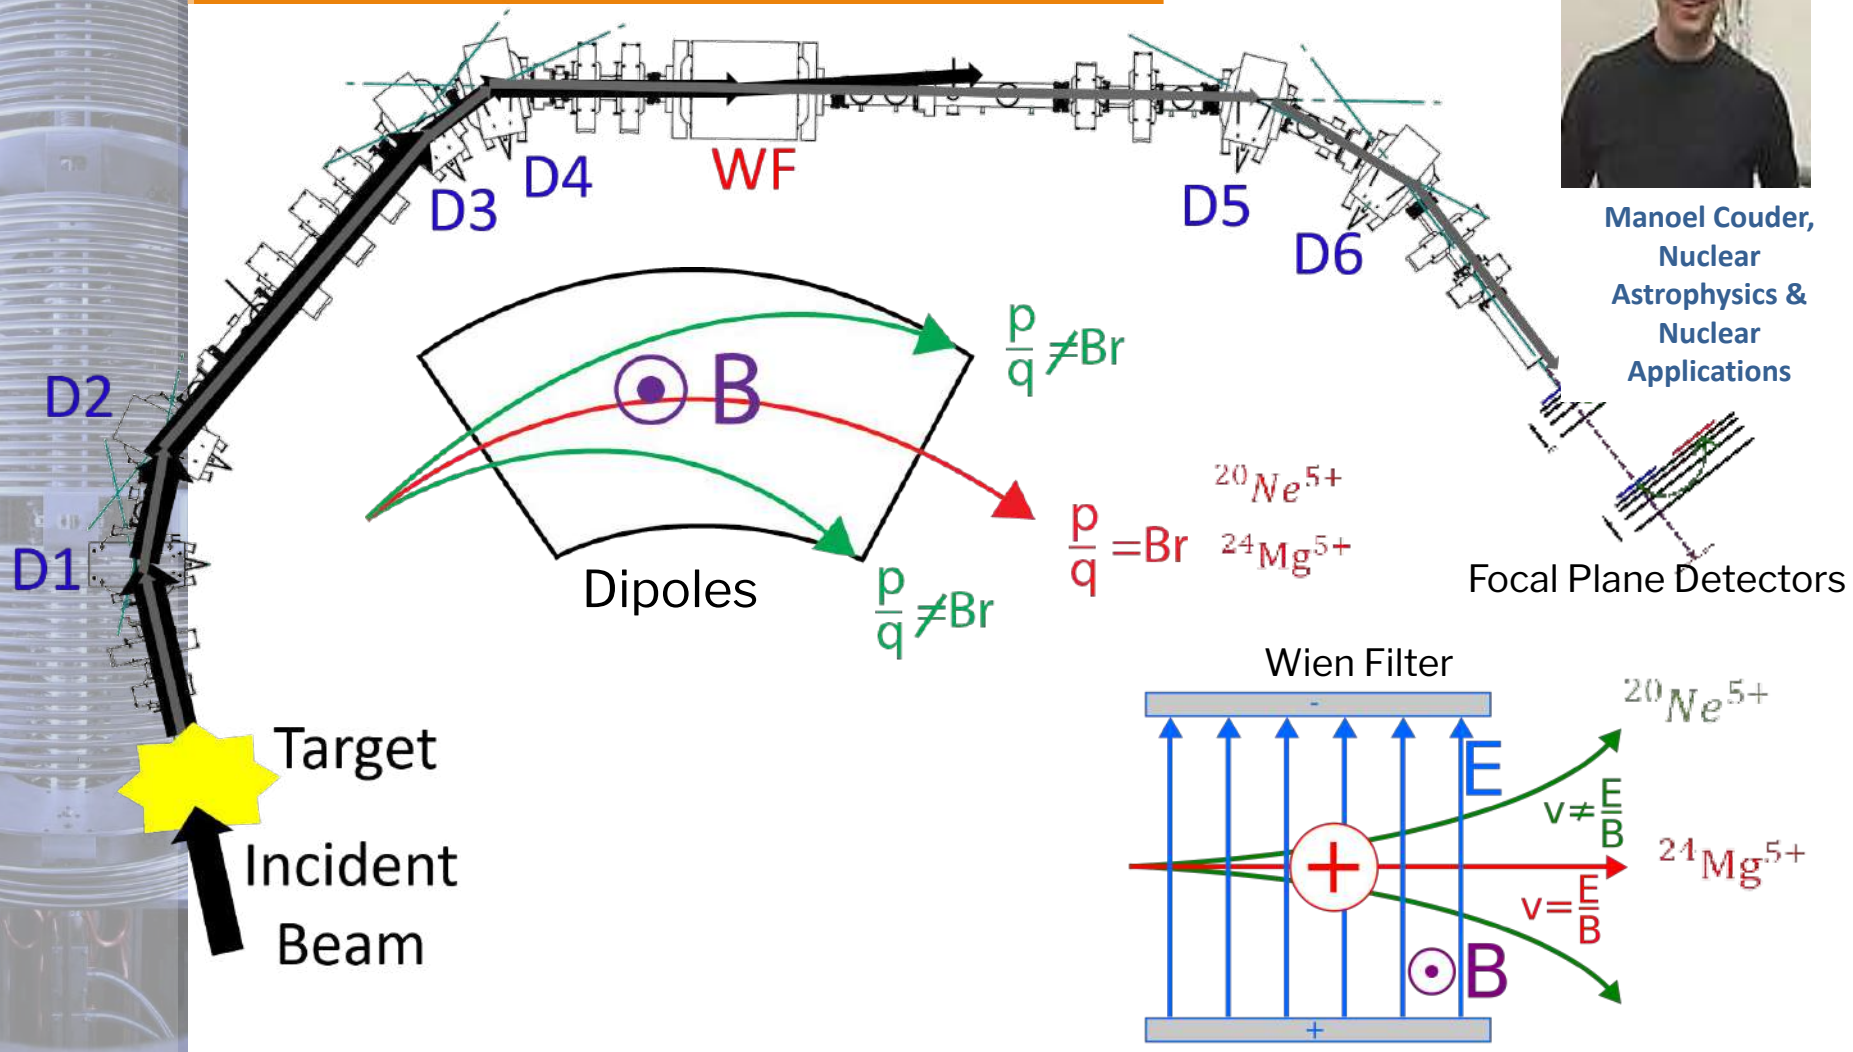 D1
D2
D3
D4
WF
D5
D6
Manoel Couder,
Nuclear
Astrophysics &
Nuclear
Applications
Target
Incident
Beam
B
p/q ≠Br
p/q =Br
p/q ≠Br
²⁰Ne⁵⁺
²⁴Mg⁵⁺
Dipoles
Focal Plane Detectors
Wien Filter
-
E
+
B
+
v≠E/B
v=E/B
²⁰Ne⁵⁺
²⁴Mg⁵⁺